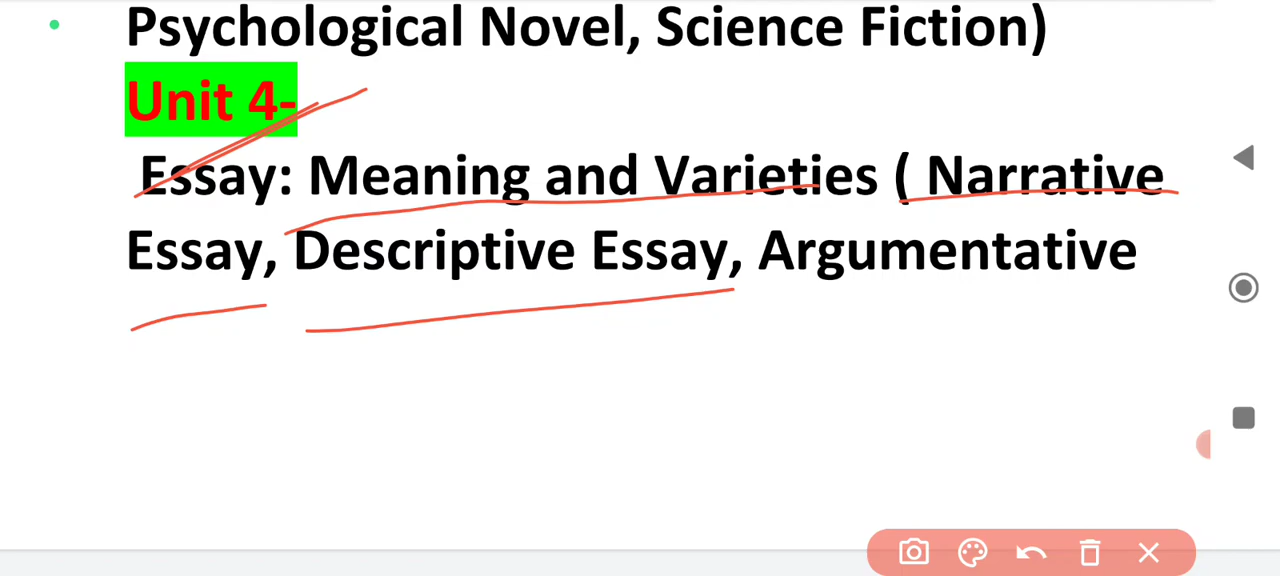 Psychological Novel, Science Fiction)
Unit 4-
Essay: Meaning and Varieties ( Narrative
Essay, Descriptive Essay, Argumentative